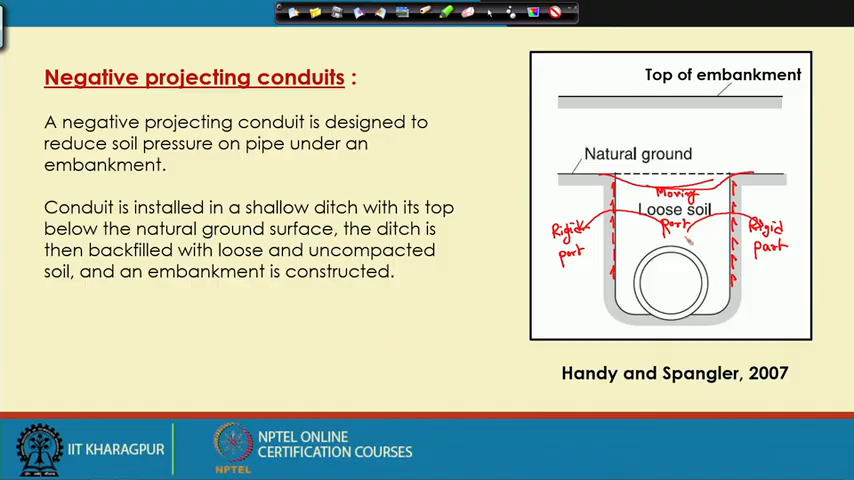 Negative projecting conduits :
A negative projecting conduit is designed to
reduce soil pressure on pipe under an
embankment.
Conduit is installed in a shallow ditch with its top
below the natural ground surface, the ditch is
then backfilled with loose and uncompacted
soil, and an embankment is constructed.
Top of embankment
Natural ground
Moving
Loose soil
part
Rigid
part
Rigid
part
Handy and Spangler, 2007
IIT KHARAGPUR
NPTEL
NPTEL ONLINE
CERTIFICATION COURSES